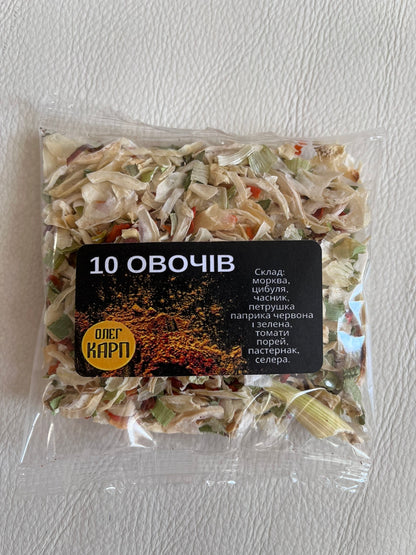 10 ОВОЧІВ
Склад:
морква,
цибуля,
часник,
петрушка
паприка червона
і зелена,
томати
порей,
пастернак,
селера.
ОЛЕГ
КАРП